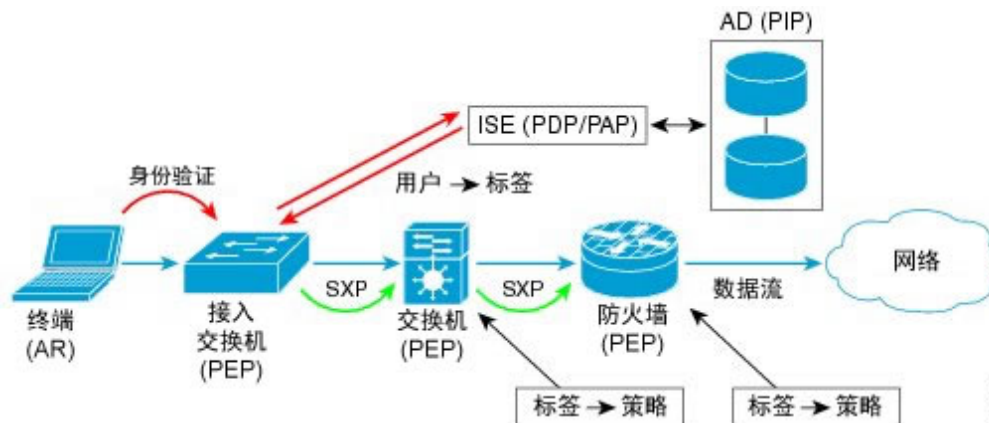 AD (PIP)
ISE (PDP/PAP)
身份验证
用户 → 标签
网络
SXP
SXP
数据流
终端
(AR)
接入
交换机
(PEP)
交换机
(PEP)
防火墙
(PEP)
标签 → 策略
标签 → 策略